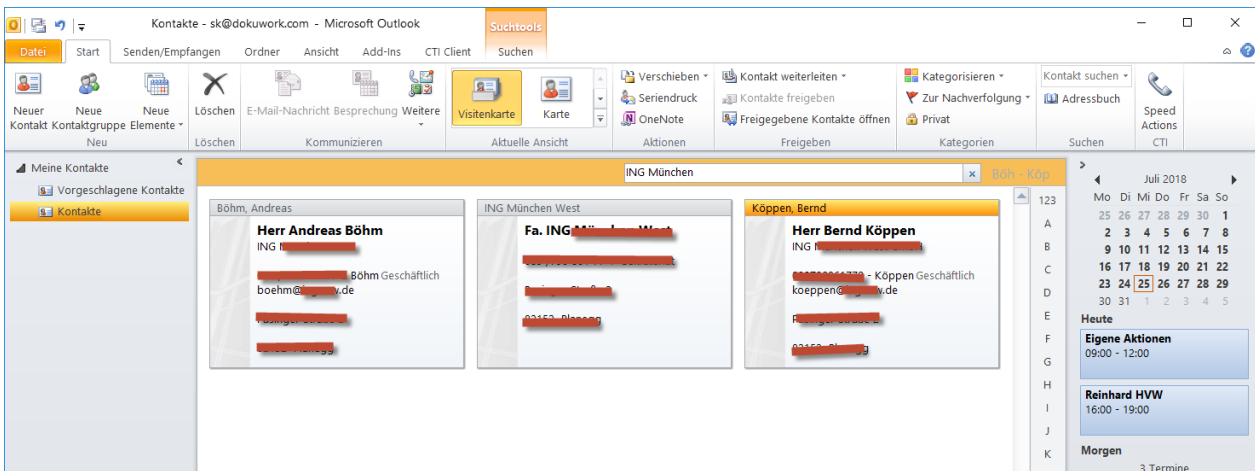 Kontakte - sk@dokuwork.com - Microsoft Outlook
Suchtools
Datei Start Senden/Empfangen Ordner Ansicht Add-Ins CTI Client Suchen
Neuer Kontakt
Neue Kontaktgruppe
Neue Elemente
Löschen
E-Mail-Nachricht
Besprechung
Weitere
Visitenkarte
Karte
Verschieben
Seriendruck
OneNote
Kontakt weiterleiten
Kontakte freigeben
Freigegebene Kontakte öffnen
Kategorisieren
Zur Nachverfolgung
Privat
Kontakt suchen
Adressbuch
Speed Actions
Neu Löschen Kommunizieren Aktuelle Ansicht Aktionen Freigeben Kategorien Suchen CTI
Meine Kontakte
Vorgeschlagene Kontakte
Kontakte
ING München
Böh - Köp
Böhm, Andreas
Herr Andreas Böhm
ING
Böhm Geschäftlich
boehm@
.de
ING München West
Fa. ING
Köppen, Bernd
Herr Bernd Köppen
ING
- Köppen Geschäftlich
koeppen@
.de
123
A
B
C
D
E
F
G
H
I
J
K
Juli 2018
Mo Di Mi Do Fr Sa So
25 26 27 28 29 30 1
2 3 4 5 6 7 8
9 10 11 12 13 14 15
16 17 18 19 20 21 22
23 24 25 26 27 28 29
30 31 1 2 3 4 5
Heute
Eigene Aktionen
09:00 - 12:00
Reinhard HVW
16:00 - 19:00
Morgen
3 Termine